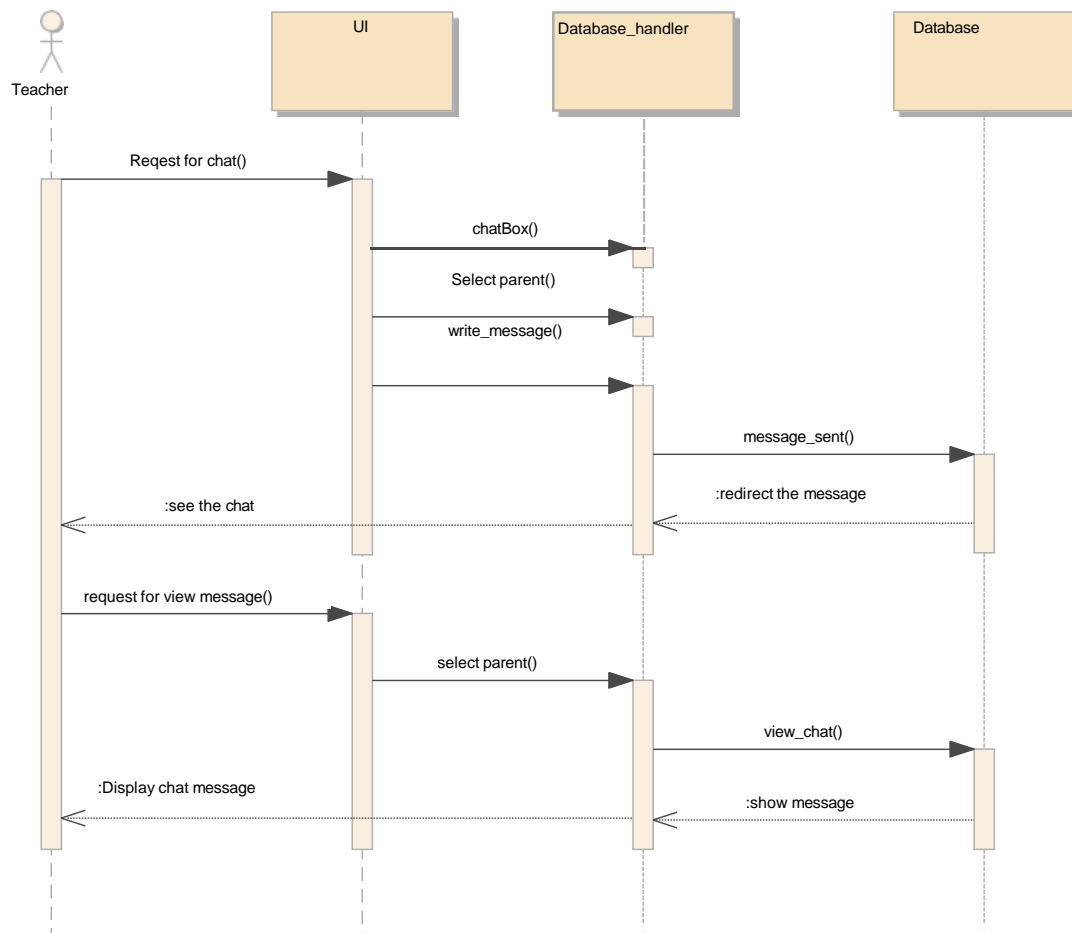 UI
Database_handler
Database
Teacher
Reqest for chat()
chatBox()
Select parent()
write_message()
message_sent()
:redirect the message
:see the chat
request for view message()
select parent()
view_chat()
:Display chat message
:show message